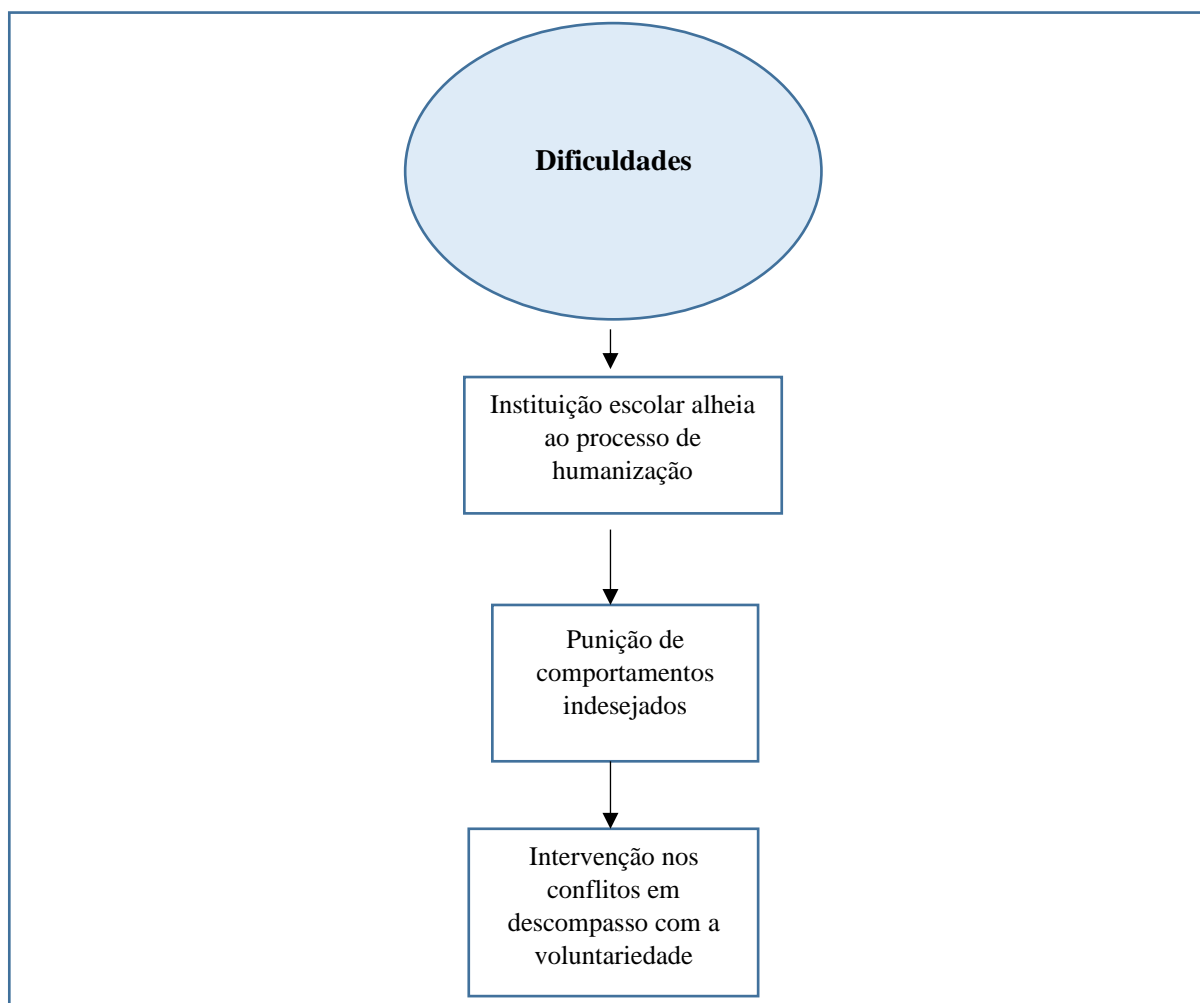 Dificuldades
Instituição escolar alheia
ao processo de
humanização
Punição de
comportamentos
indesejados
Intervenção nos
conflitos em
descompasso com a
voluntariedade